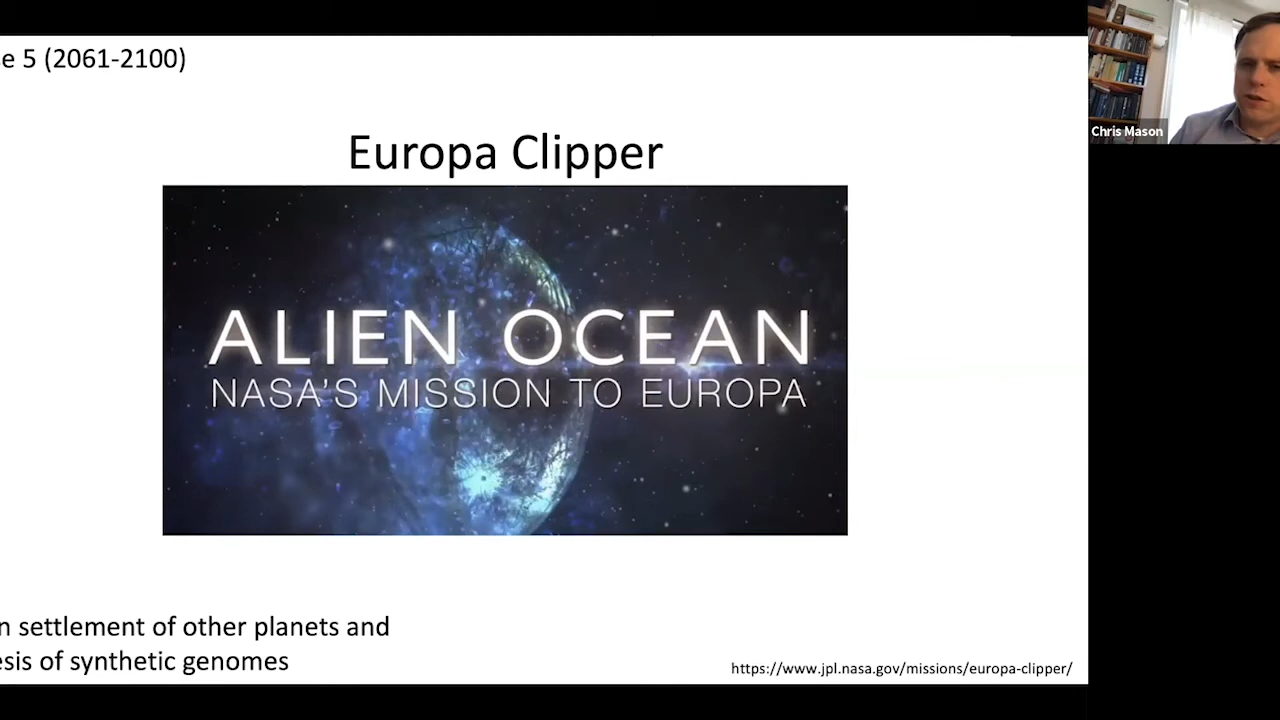 e 5 (2061-2100)
Chris Mason
Europa Clipper
ALIEN OCEAN
NASA'S MISSION TO EUROPA
n settlement of other planets and
esis of synthetic genomes
https://www.jpl.nasa.gov/missions/europa-clipper/